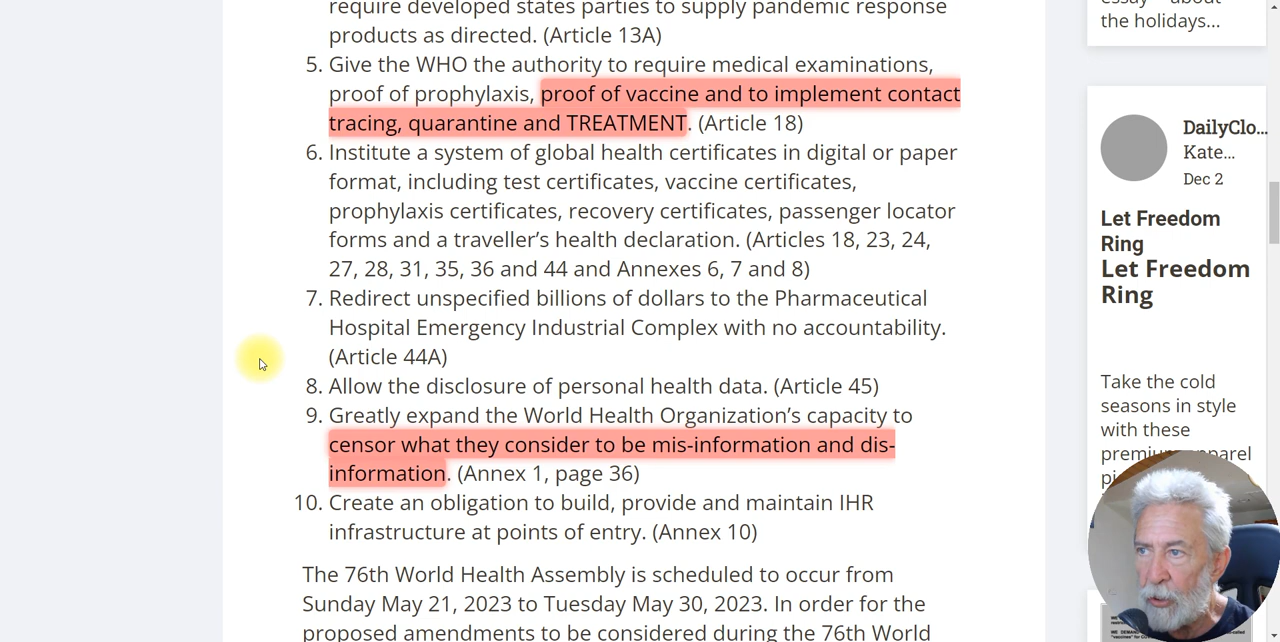 require developed states parties to supply pandemic response
products as directed. (Article 13A)
5. Give the WHO the authority to require medical examinations,
proof of prophylaxis, proof of vaccine and to implement contact
tracing, quarantine and TREATMENT. (Article 18)
6. Institute a system of global health certificates in digital or paper
format, including test certificates, vaccine certificates,
prophylaxis certificates, recovery certificates, passenger locator
forms and a traveller’s health declaration. (Articles 18, 23, 24,
27, 28, 31, 35, 36 and 44 and Annexes 6, 7 and 8)
7. Redirect unspecified billions of dollars to the Pharmaceutical
Hospital Emergency Industrial Complex with no accountability.
(Article 44A)
8. Allow the disclosure of personal health data. (Article 45)
9. Greatly expand the World Health Organization’s capacity to
censor what they consider to be mis-information and dis-
information. (Annex 1, page 36)
10. Create an obligation to build, provide and maintain IHR
infrastructure at points of entry. (Annex 10)
The 76th World Health Assembly is scheduled to occur from
Sunday May 21, 2023 to Tuesday May 30, 2023. In order for the
proposed amendments to be considered during the 76th World
the holidays...
DailyClo...
Kate...
Dec 2
Let Freedom
Ring
Let Freedom
Ring
Take the cold
seasons in style
with these